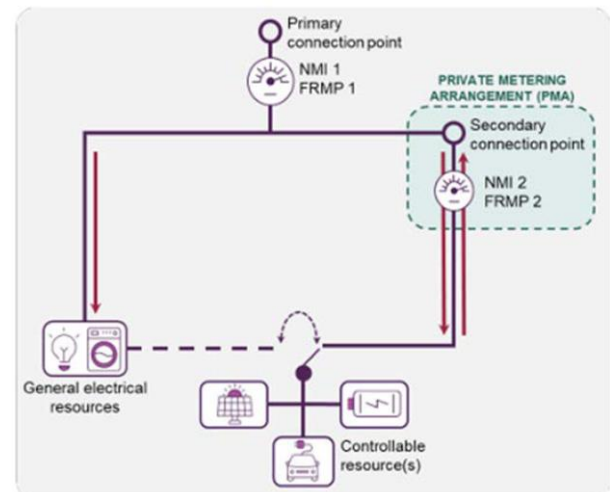 Primary
connection point
NMI 1
FRMP 1
PRIVATE METERING
ARRANGEMENT (PMA)
Secondary
connection point
NMI 2
FRMP 2
General electrical
resources
Controllable
resource(s)